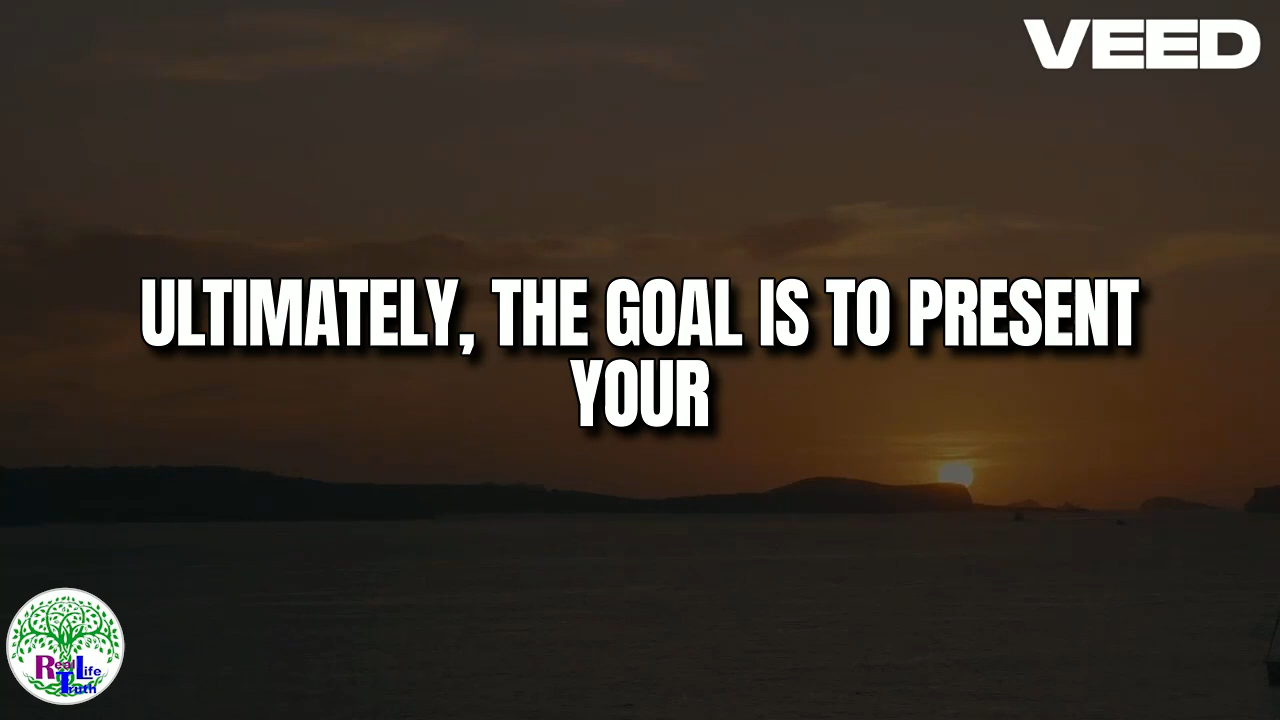 VEED
ULTIMATELY, THE GOAL IS TO PRESENT
YOUR
Real Life
Truth